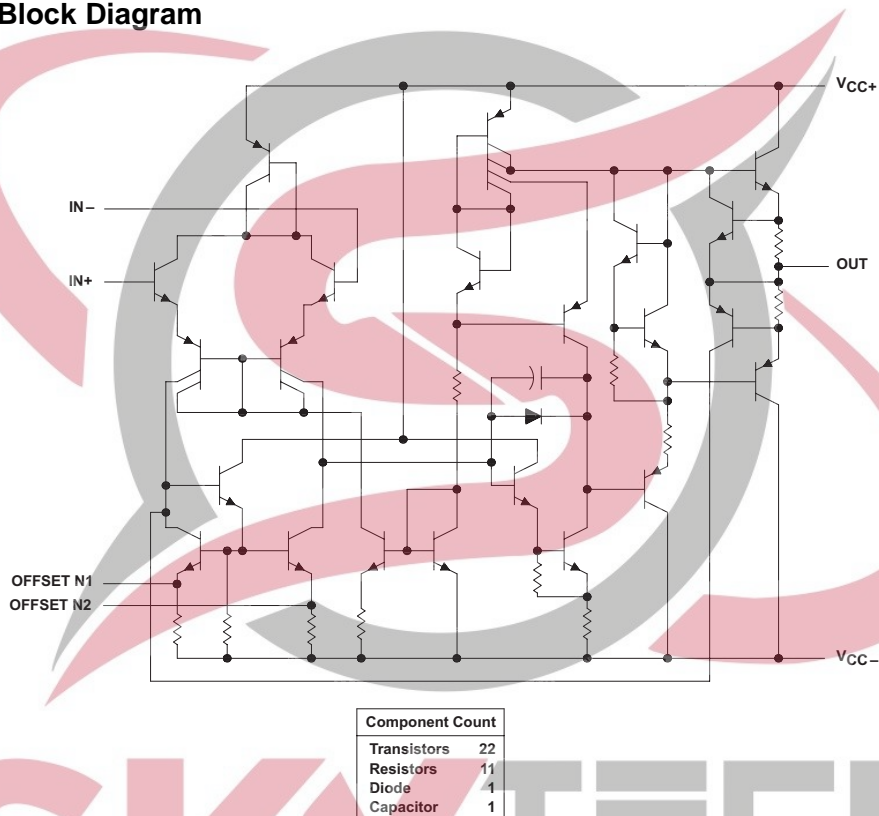 Block Diagram
VCC+
IN−
IN+
OUT
OFFSET N1
OFFSET N2
VCC−
Component Count
Transistors 22
Resistors 11
Diode 1
Capacitor 1